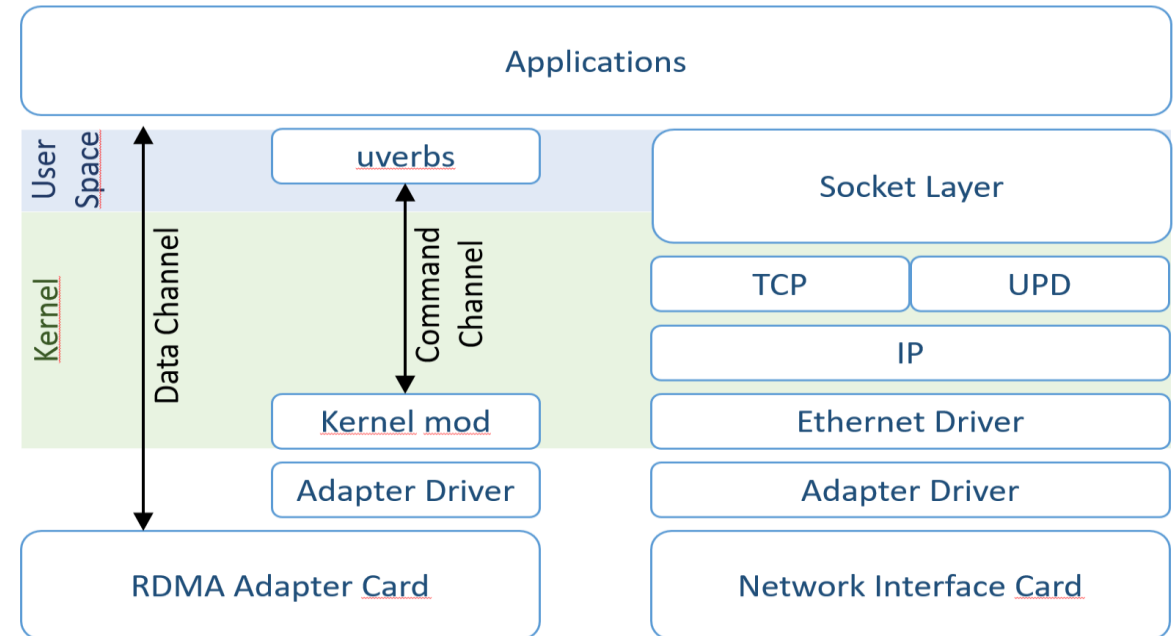 Applications
User
Space
uverbs
Socket Layer
Kernel
Data Channel
Command
Channel
TCP
UPD
IP
Kernel mod
Ethernet Driver
Adapter Driver
Adapter Driver
RDMA Adapter Card
Network Interface Card